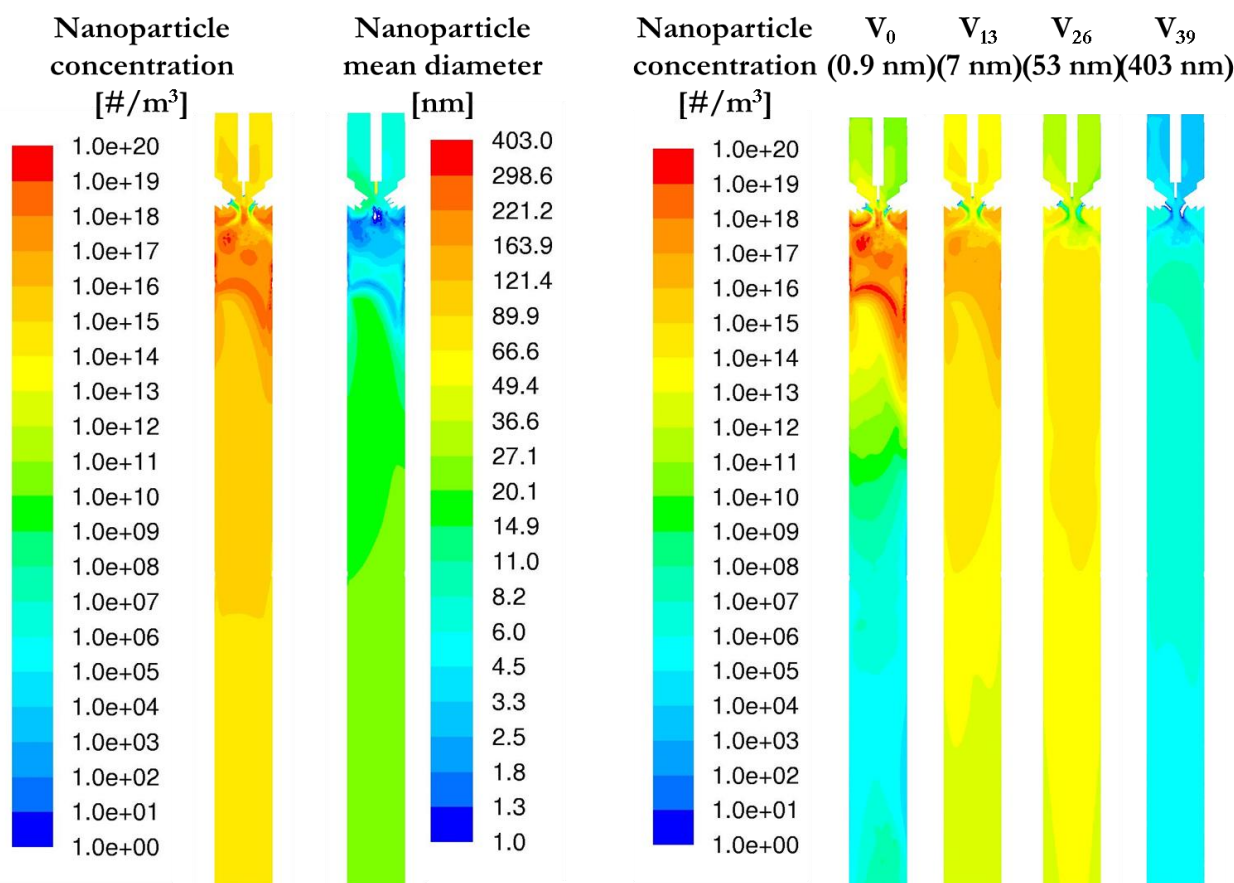 Nanoparticle
concentration
[#/m³]
1.0e+20
1.0e+19
1.0e+18
1.0e+17
1.0e+16
1.0e+15
1.0e+14
1.0e+13
1.0e+12
1.0e+11
1.0e+10
1.0e+09
1.0e+08
1.0e+07
1.0e+06
1.0e+05
1.0e+04
1.0e+03
1.0e+02
1.0e+01
1.0e+00
Nanoparticle
mean diameter
[nm]
403.0
298.6
221.2
163.9
121.4
89.9
66.6
49.4
36.6
27.1
20.1
14.9
11.0
8.2
6.0
4.5
3.3
2.5
1.8
1.3
1.0
Nanoparticle
concentration
[#/m³]
1.0e+20
1.0e+19
1.0e+18
1.0e+17
1.0e+16
1.0e+15
1.0e+14
1.0e+13
1.0e+12
1.0e+11
1.0e+10
1.0e+09
1.0e+08
1.0e+07
1.0e+06
1.0e+05
1.0e+04
1.0e+03
1.0e+02
1.0e+01
1.0e+00
V₀
(0.9 nm)
V₁₃
(7 nm)
V₂₆
(53 nm)
V₃₉
(403 nm)